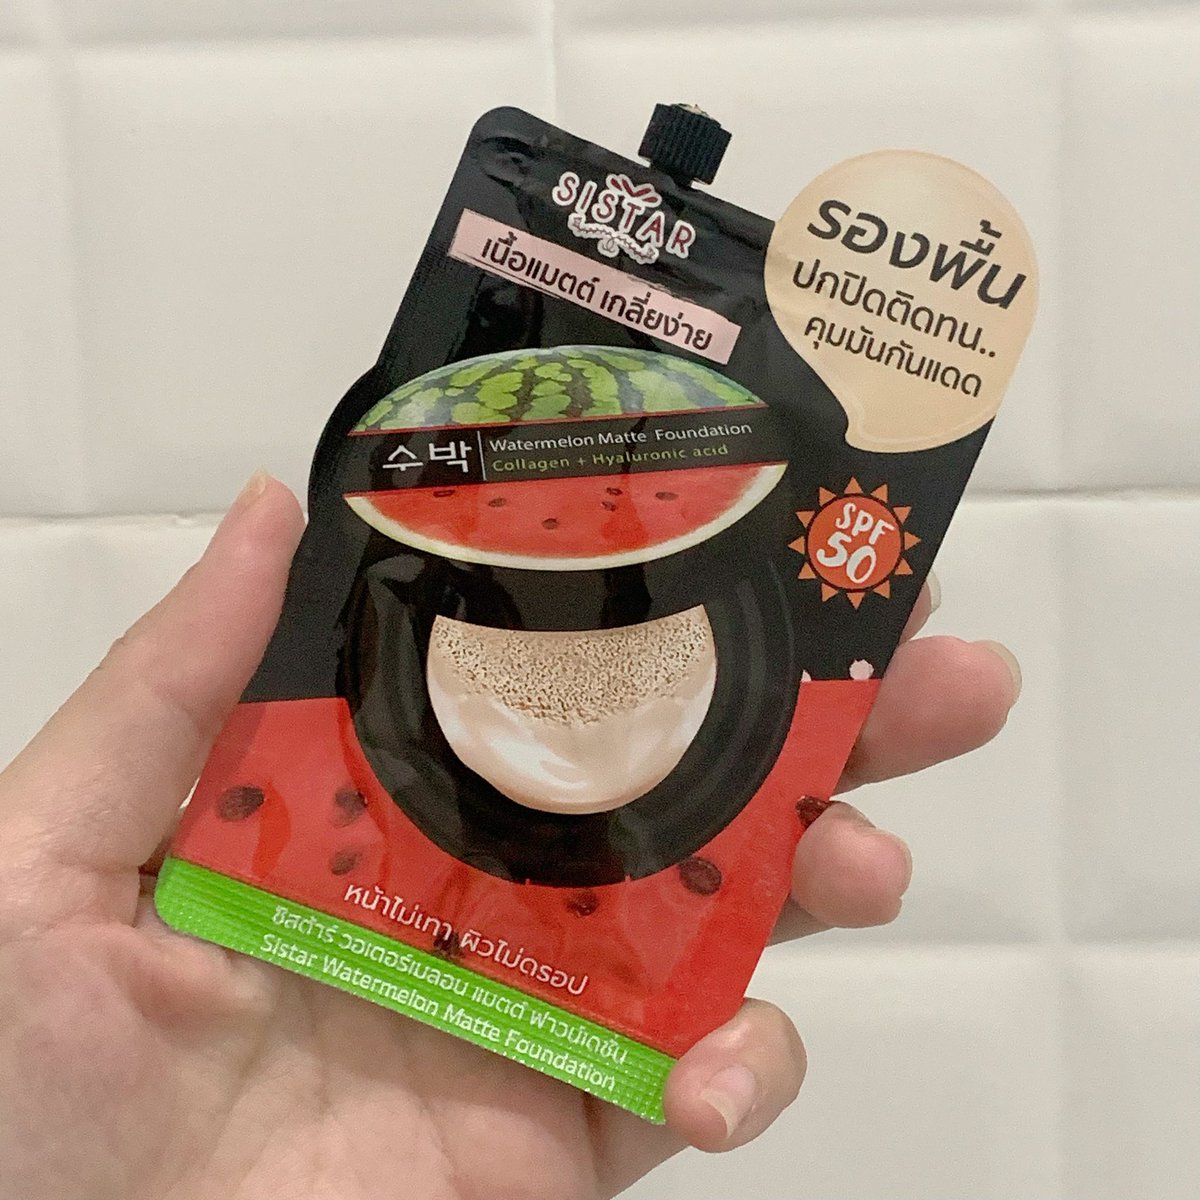 SISTAR
เนื้อแมตต์ เกลี่ยง่าย
รองพื้น
ปกปิดติดทน..
คุมมันกันแดด
수박
Watermelon Matte Foundation
Collagen + Hyaluronic acid
SPF
50
หน้าไม่เทา ผิวไม่ดรอป
ซิสต้าร์ วอเตอร์เมลอน แมตต์ ฟาวน์เดชั่น
Sistar Watermelon Matte Foundation